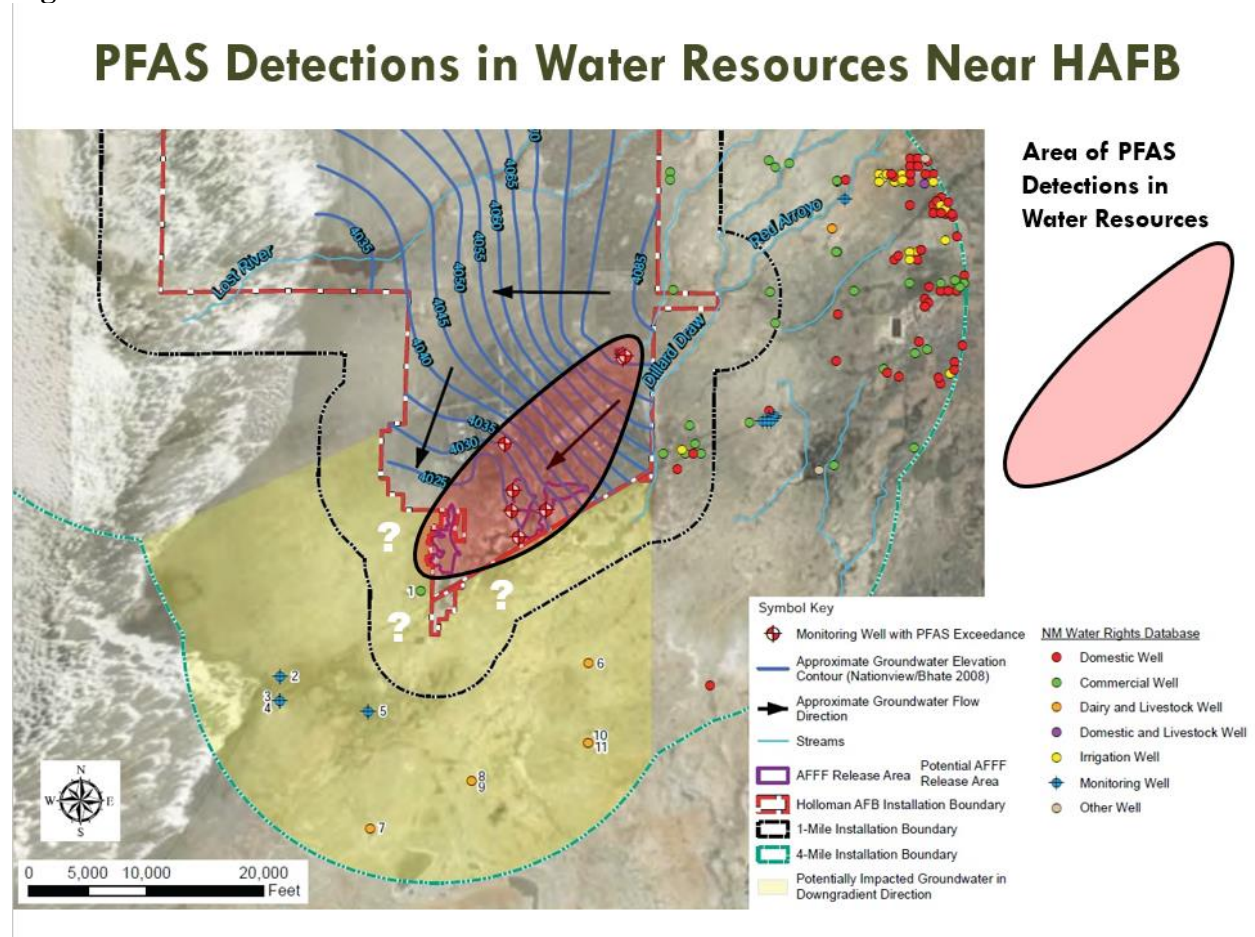 PFAS Detections in Water Resources Near HAFB
Area of PFAS
Detections in
Water Resources
Lost River
Red Arroyo
Dillard Draw
4035
4040
4045
4050
4055
4060
4065
4085
4035
4030
4025
?
?
?
1
2
3
4
5
6
7
8
9
10
11
N
W
E
S
0 5,000 10,000 20,000
Feet
Symbol Key
Monitoring Well with PFAS Exceedance
Approximate Groundwater Elevation
Contour (Nationview/Bhate 2008)
Approximate Groundwater Flow
Direction
Streams
AFFF Release Area
Potential AFFF
Release Area
Holloman AFB Installation Boundary
1-Mile Installation Boundary
4-Mile Installation Boundary
Potentially Impacted Groundwater in
Downgradient Direction
NM Water Rights Database
Domestic Well
Commercial Well
Dairy and Livestock Well
Domestic and Livestock Well
Irrigation Well
Monitoring Well
Other Well